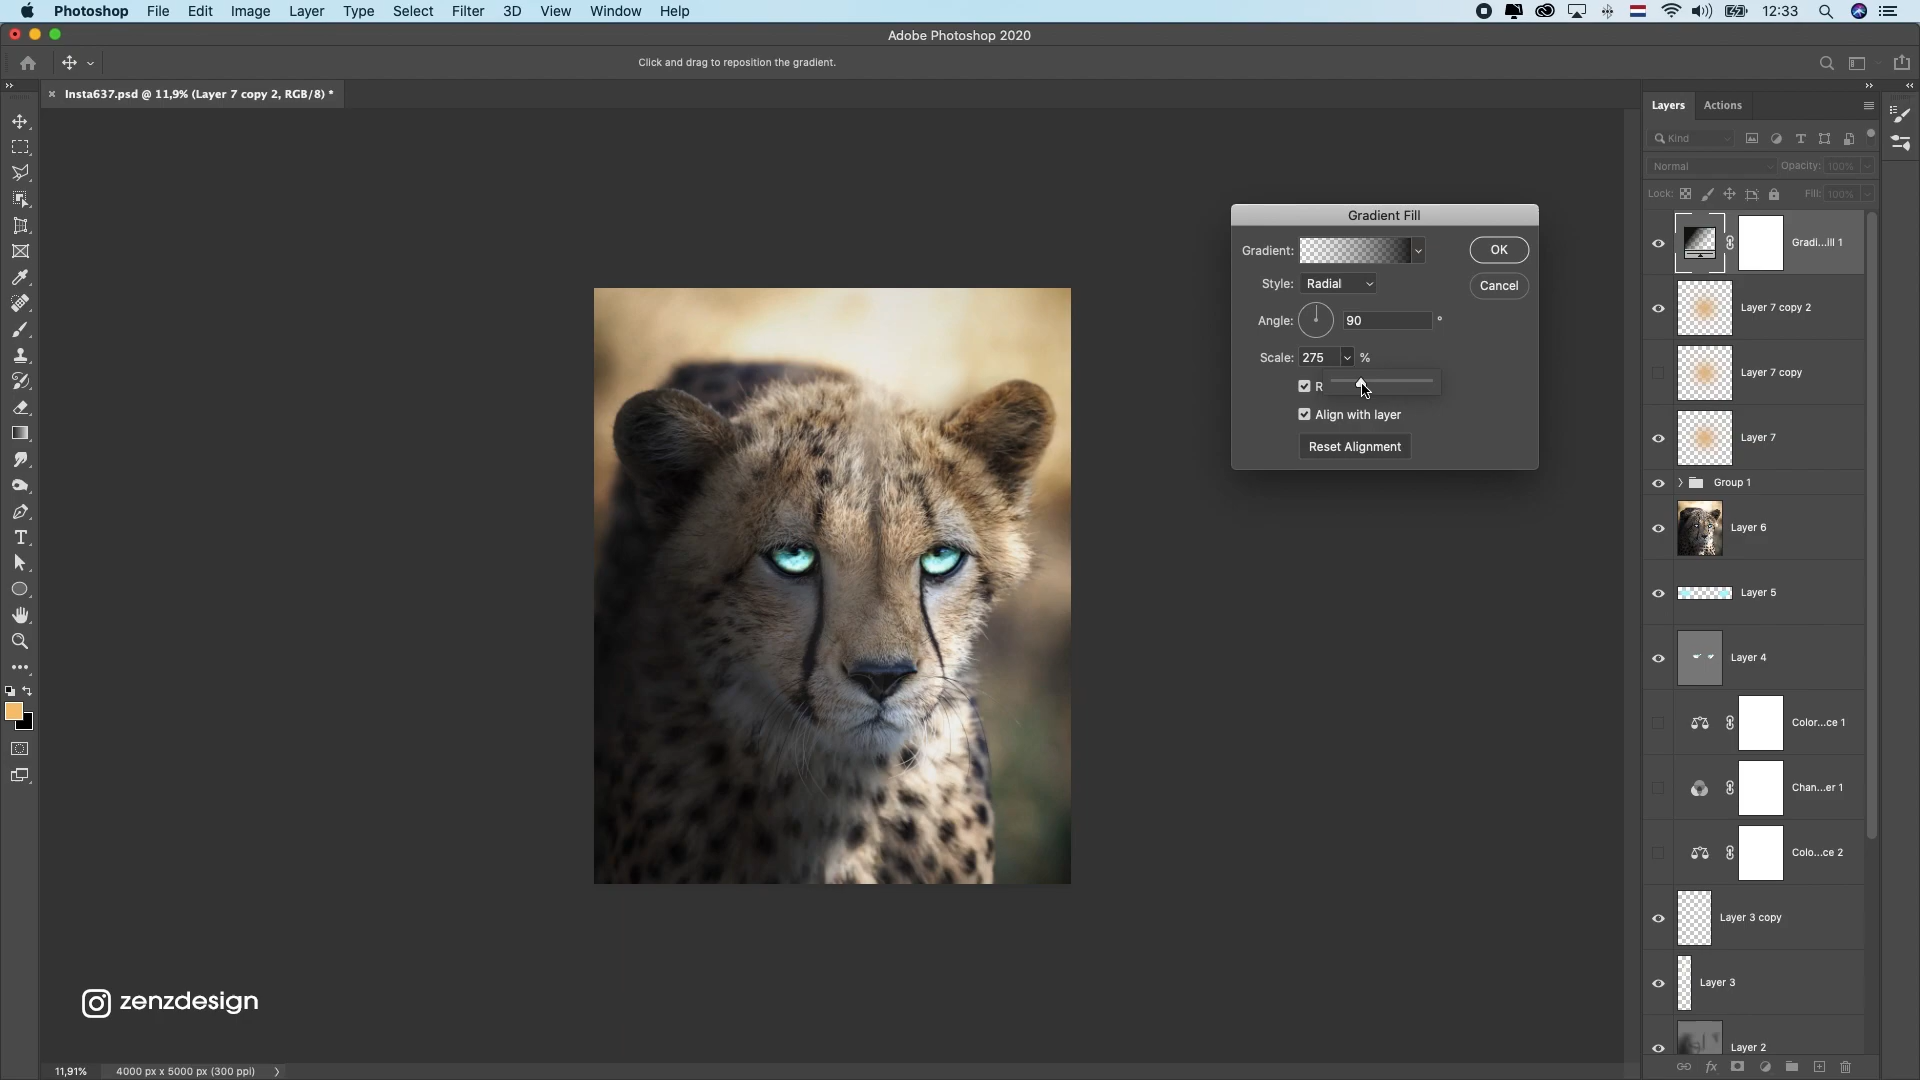 Photoshop File Edit Image Layer Type Select Filter 3D View Window Help 12:33
Adobe Photoshop 2020
Click and drag to reposition the gradient.
Insta637.psd @ 11,9% (Layer 7 copy 2, RGB/8) *
Layers Actions
Kind
Normal Opacity: 100%
Lock: Fill: 100%
Gradient Fill
Gradient: OK
Style: Radial Cancel
Angle: 90 °
Scale: 275 %
R
Align with layer
Reset Alignment
Gradi...ill 1
Layer 7 copy 2
Layer 7 copy
Layer 7
Group 1
Layer 6
Layer 5
Layer 4
Color...ce 1
Chan...er 1
Colo...ce 2
Layer 3 copy
Layer 3
Layer 2
zenzdesign
11,91% 4000 px x 5000 px (300 ppi)